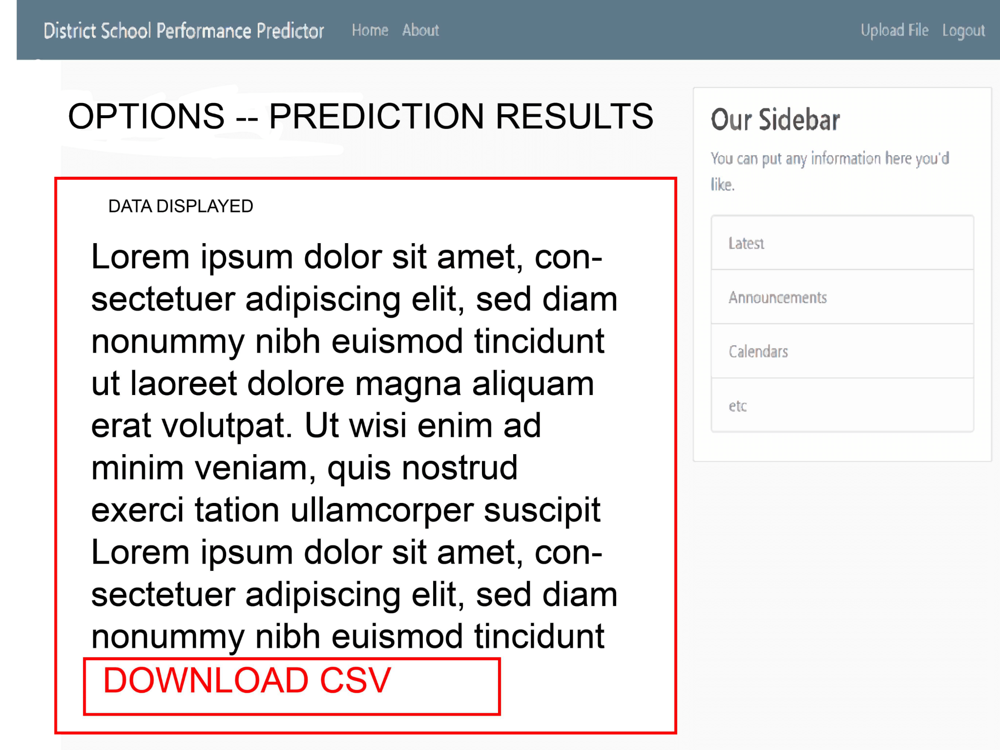 District School Performance Predictor Home About Upload File Logout
OPTIONS -- PREDICTION RESULTS
DATA DISPLAYED
Lorem ipsum dolor sit amet, con-
sectetuer adipiscing elit, sed diam
nonummy nibh euismod tincidunt
ut laoreet dolore magna aliquam
erat volutpat. Ut wisi enim ad
minim veniam, quis nostrud
exerci tation ullamcorper suscipit
Lorem ipsum dolor sit amet, con-
sectetuer adipiscing elit, sed diam
nonummy nibh euismod tincidunt
DOWNLOAD CSV
Our Sidebar
You can put any information here you'd
like.
Latest
Announcements
Calendars
etc